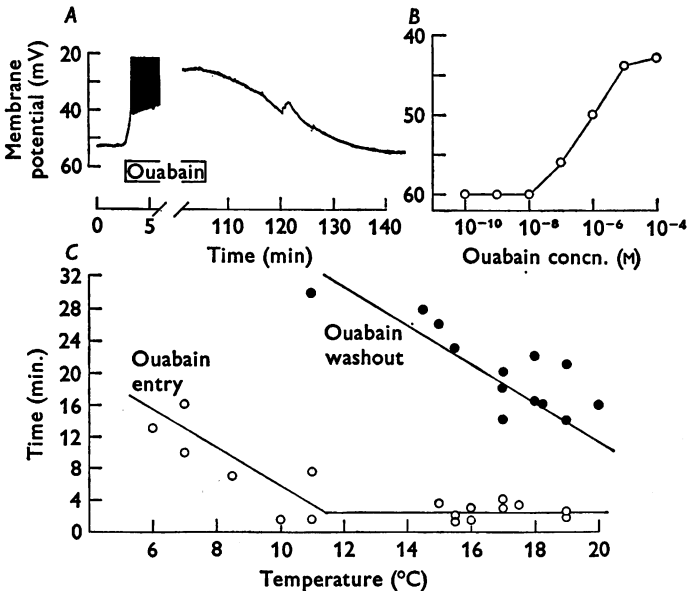 A
Membrane
potential (mV)
20
40
60
Ouabain
0
5
110
120
130
140
Time (min)
B
40
50
60
10⁻¹⁰
10⁻⁸
10⁻⁶
10⁻⁴
Ouabain concn. (M)
C
Time (min.)
32
28
24
20
16
12
8
4
0
Ouabain
entry
Ouabain
washout
6
8
10
12
14
16
18
20
Temperature (°C)